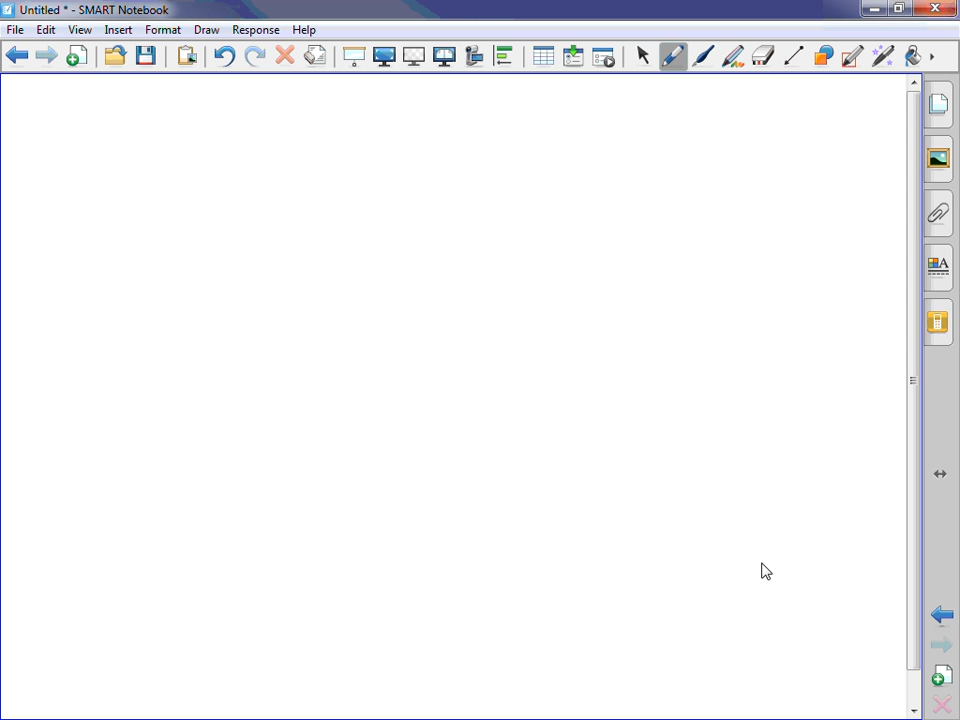 Untitled * - SMART Notebook
File Edit View Insert Format Draw Response Help